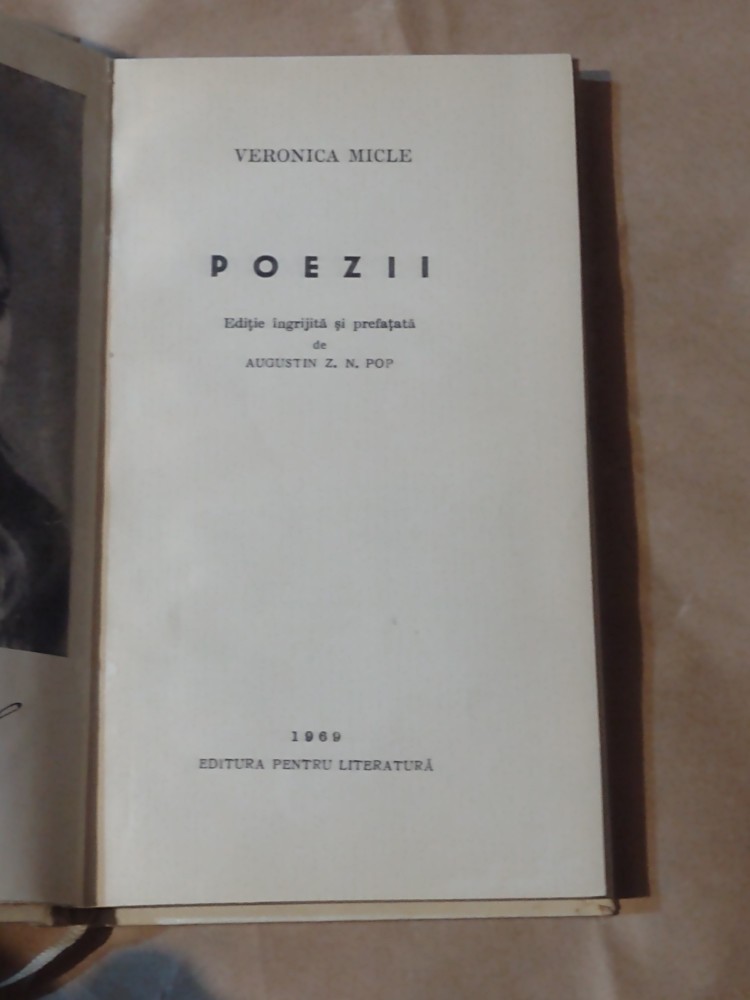 VERONICA MICLE
POEZII
Ediție îngrijită și prefațată
de
AUGUSTIN Z. N. POP
1969
EDITURA PENTRU LITERATURĂ